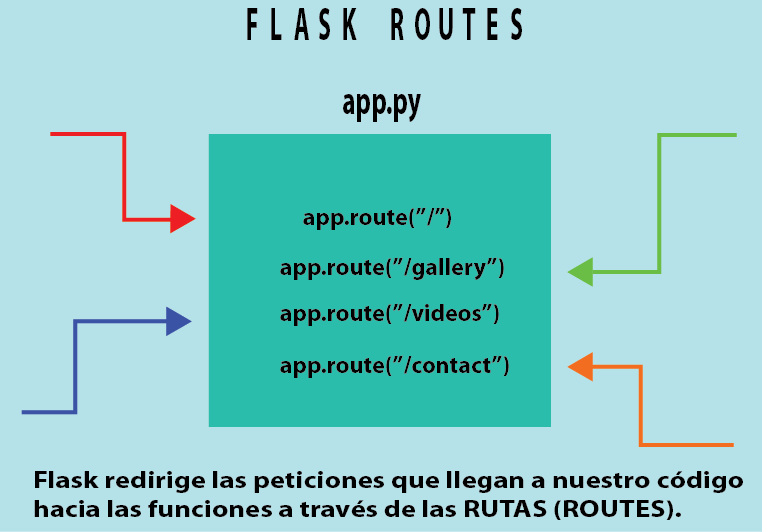 FLASK ROUTES
app.py
app.route(”/”)
app.route(”/gallery”)
app.route(”/videos”)
app.route(”/contact”)
Flask redirige las peticiones que llegan a nuestro código
hacia las funciones a través de las RUTAS (ROUTES).